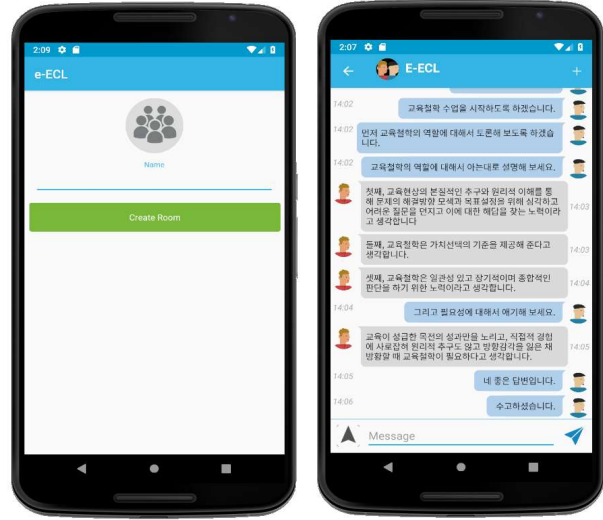 2:09
e-ECL
Name
Create Room
2:07
E-ECL
14:02
교육철학 수업을 시작하도록 하겠습니다.
14:02
먼저 교육철학의 역할에 대해서 도론해 보도록 하겠습
니다.
14:02
교육철학의 역할에 대해서 아는대로 설명해 보세요.
첫째, 교육현상의 본질적인 추구와 원리적 이해를 통
해 문제의 해결방향 모색과 목표설정을 위해 심각하고
어려운 질문을 던지고 이에 대한 해답을 찾는 노력이라
고 생각합니다
14:03
둘째, 교육철학은 가치선택의 기준을 제공해 준다고
생각합니다.
14:03
셋째, 교육철학은 일관성 있고 장기적이며 종합적인
판단을 하기 위한 노력이라고 생각합니다.
14:04
14:04
그리고 필요성에 대해서 얘기해 보세요.
교육이 성급한 목전의 성과만을 노리고, 직접적 경험
에 사로잡혀 원리적 추구도 않고 방향감각을 잃은 채
방황할 때 교육철학이 필요하다고 생각합니다.
14:05
14:05
네 좋은 답변입니다.
14:06
수고하셨습니다.
Message